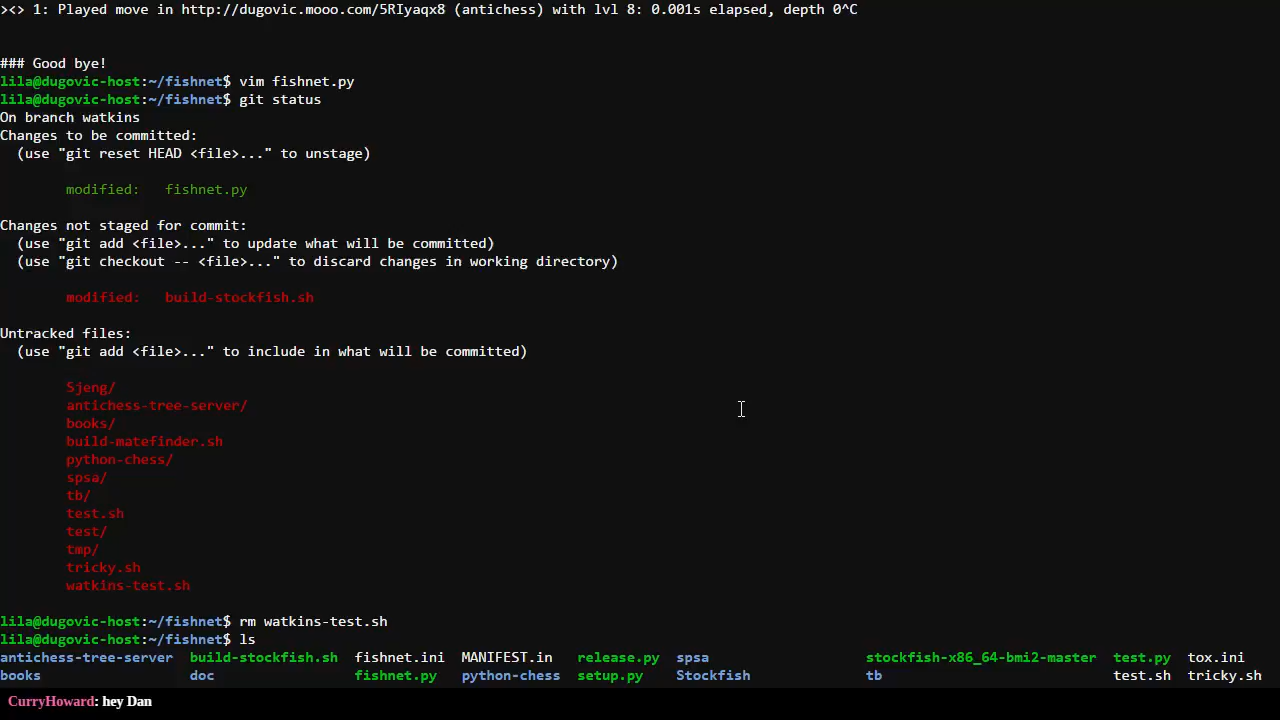 ><> 1: Played move in http://dugovic.mooo.com/5RIyaqx8 (antichess) with lvl 8: 0.001s elapsed, depth 0^C
### Good bye!
lila@dugovic-host:~/fishnet$ vim fishnet.py
lila@dugovic-host:~/fishnet$ git status
On branch watkins
Changes to be committed:
  (use "git reset HEAD <file>..." to unstage)
        modified:   fishnet.py
Changes not staged for commit:
  (use "git add <file>..." to update what will be committed)
  (use "git checkout -- <file>..." to discard changes in working directory)
        modified:   build-stockfish.sh
Untracked files:
  (use "git add <file>..." to include in what will be committed)
        Sjeng/
        antichess-tree-server/
        books/
        build-matefinder.sh
        python-chess/
        spsa/
        tb/
        test.sh
        test/
        tmp/
        tricky.sh
        watkins-test.sh
lila@dugovic-host:~/fishnet$ rm watkins-test.sh
lila@dugovic-host:~/fishnet$ ls
antichess-tree-server  build-stockfish.sh  fishnet.ini  MANIFEST.in   release.py  spsa       stockfish-x86_64-bmi2-master  test.py  tox.ini
books                  doc                 fishnet.py   python-chess  setup.py    Stockfish  tb                            test.sh  tricky.sh
CurryHoward: hey Dan